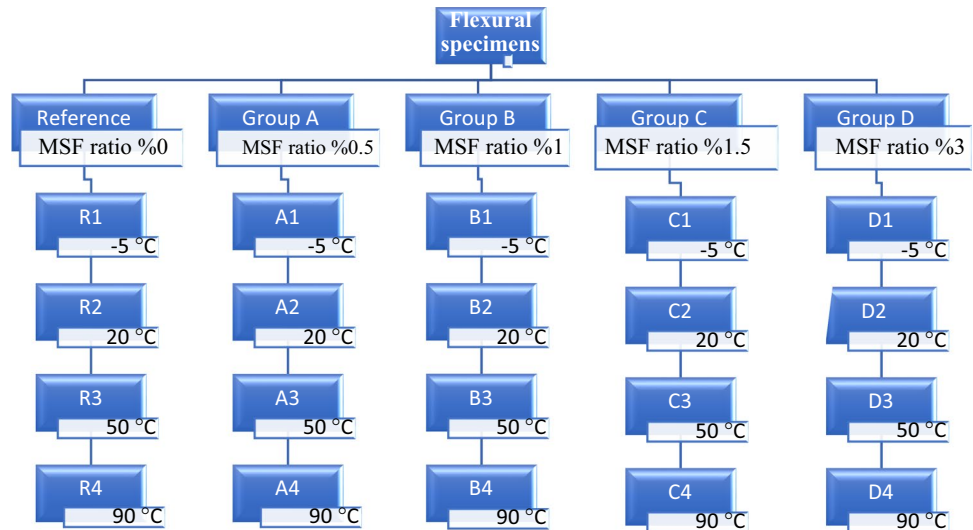 Flexural
specimens
Reference
MSF ratio %0
Group A
MSF ratio %0.5
Group B
MSF ratio %1
Group C
MSF ratio %1.5
Group D
MSF ratio %3
R1
-5 °C
A1
-5 °C
B1
-5 °C
C1
-5 °C
D1
-5 °C
R2
20 °C
A2
20 °C
B2
20 °C
C2
20 °C
D2
20 °C
R3
50 °C
A3
50 °C
B3
50 °C
C3
50 °C
D3
50 °C
R4
90 °C
A4
90 °C
B4
90 °C
C4
90 °C
D4
90 °C